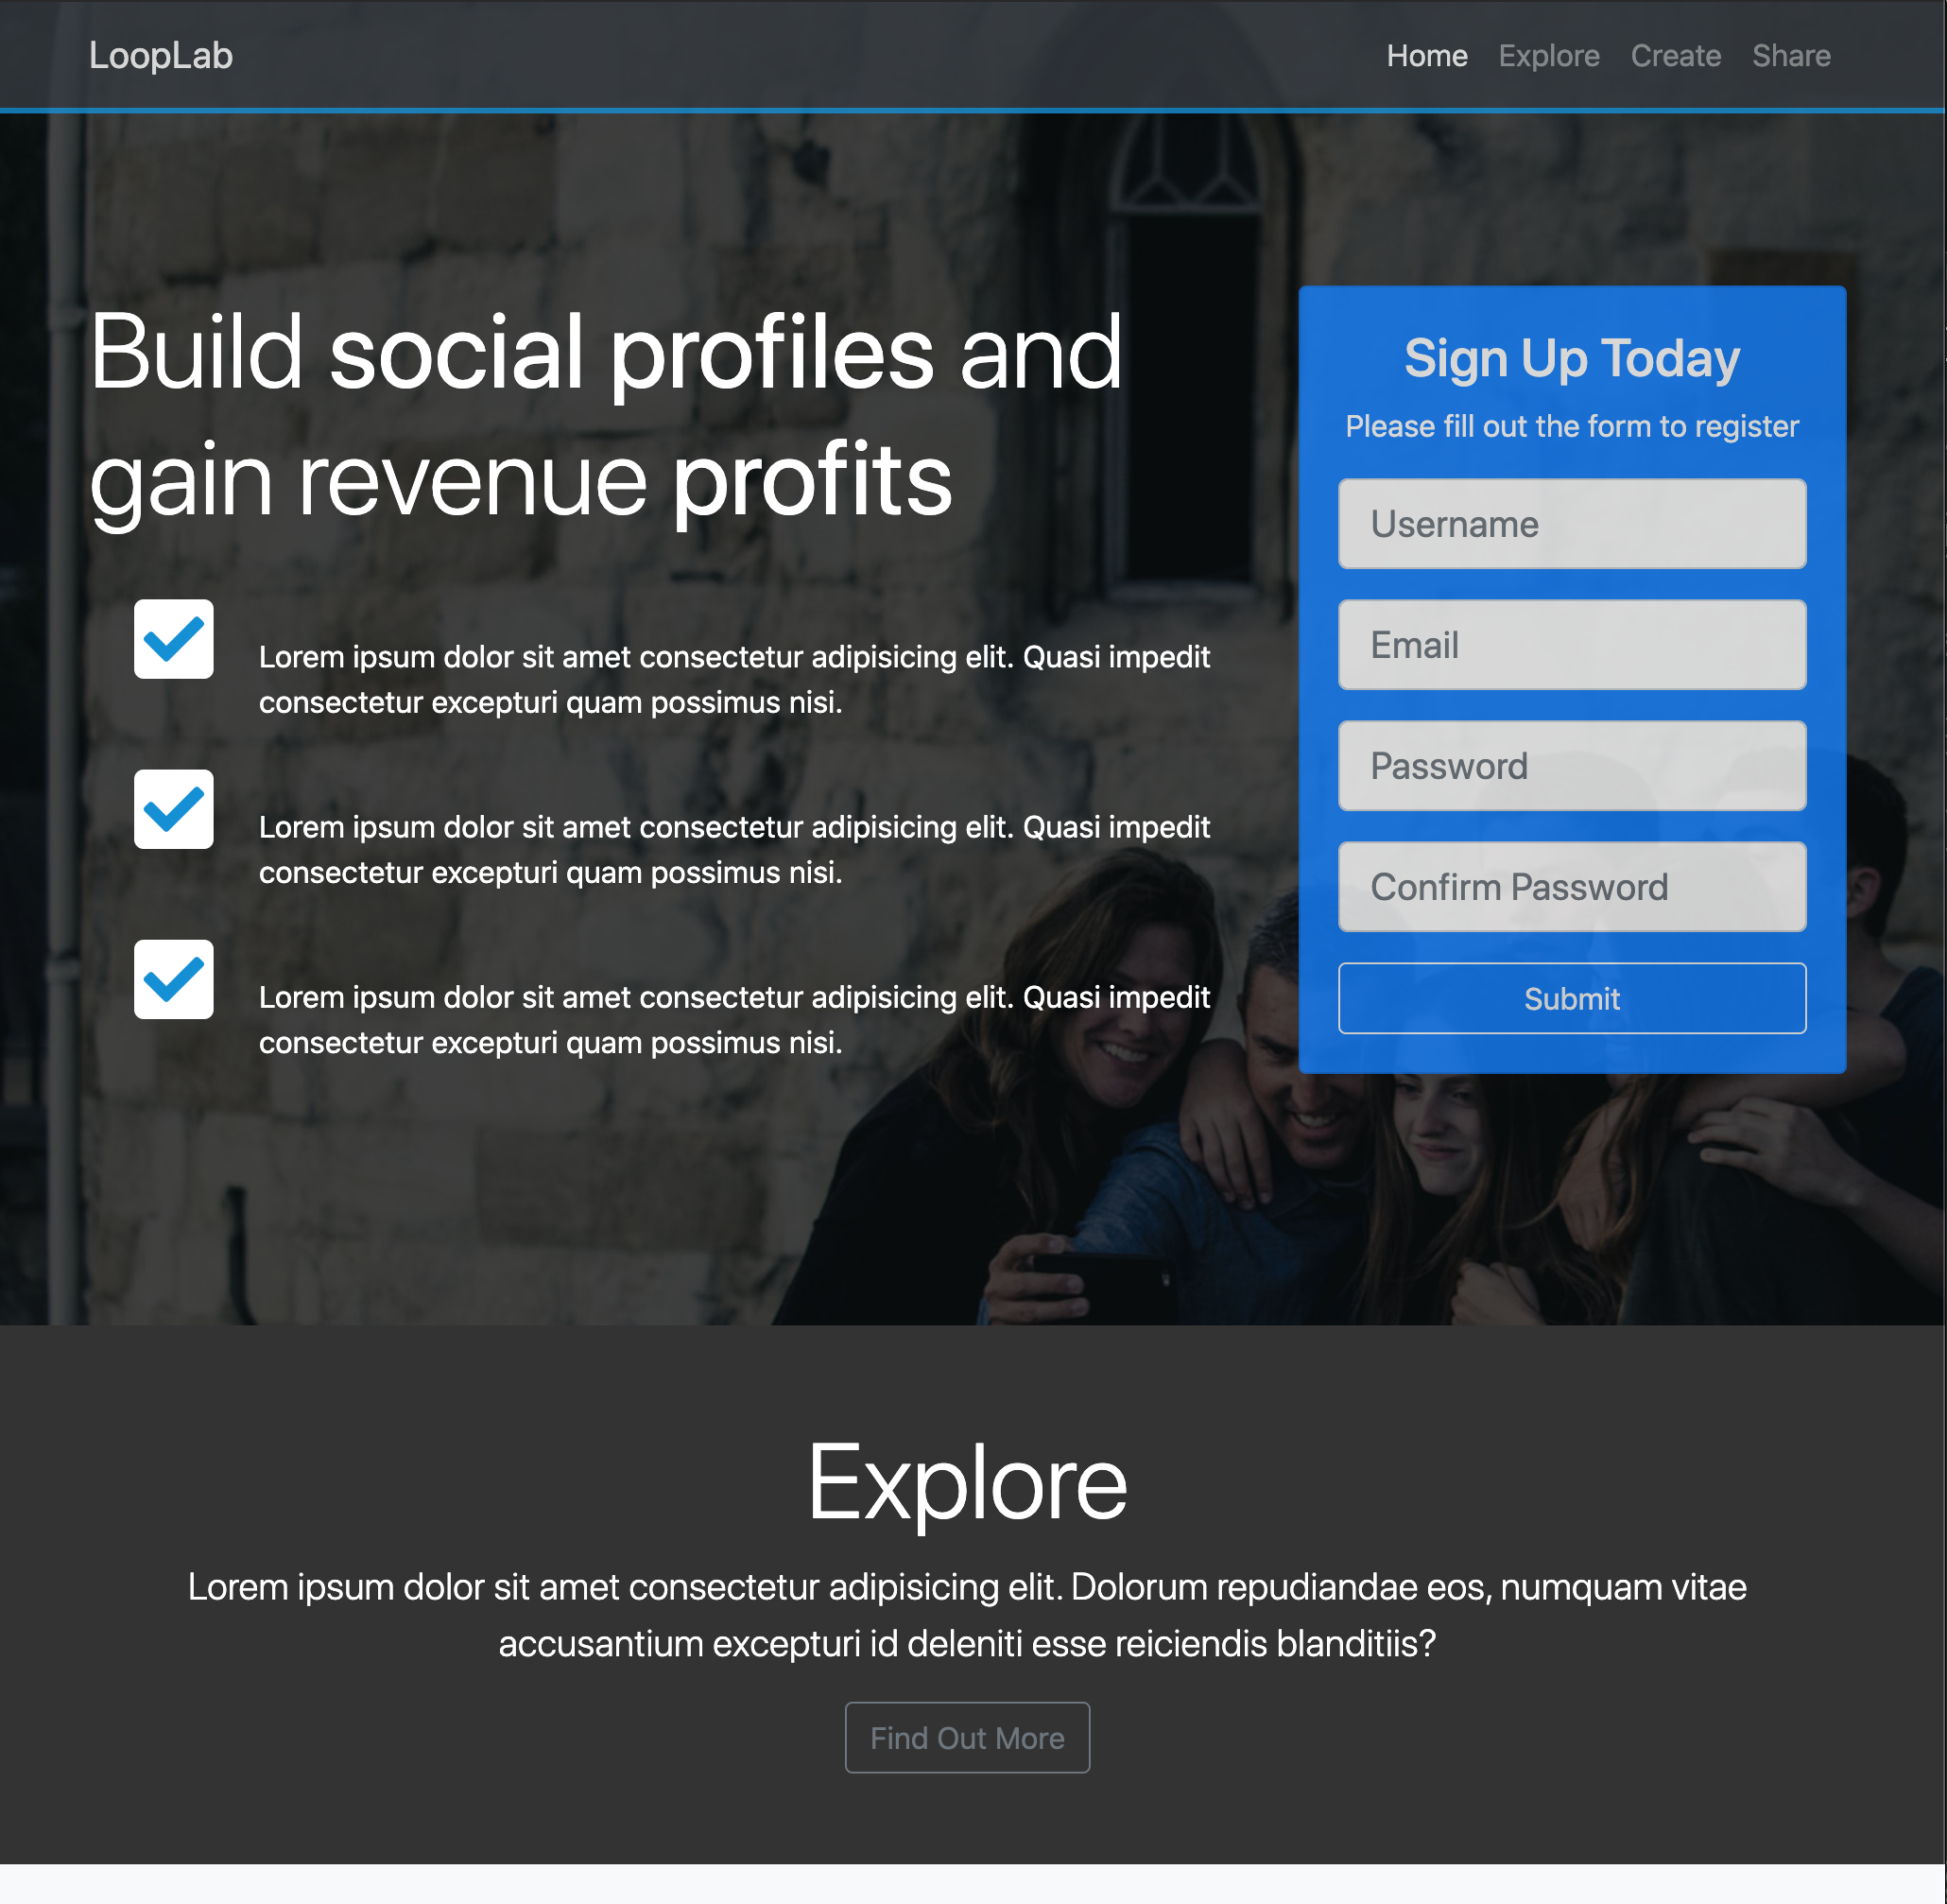 LoopLab
Home Explore Create Share
Build social profiles and
gain revenue profits
Lorem ipsum dolor sit amet consectetur adipisicing elit. Quasi impedit
consectetur excepturi quam possimus nisi.
Lorem ipsum dolor sit amet consectetur adipisicing elit. Quasi impedit
consectetur excepturi quam possimus nisi.
Lorem ipsum dolor sit amet consectetur adipisicing elit. Quasi impedit
consectetur excepturi quam possimus nisi.
Sign Up Today
Please fill out the form to register
Username
Email
Password
Confirm Password
Submit
Explore
Lorem ipsum dolor sit amet consectetur adipisicing elit. Dolorum repudiandae eos, numquam vitae
accusantium excepturi id deleniti esse reiciendis blanditiis?
Find Out More